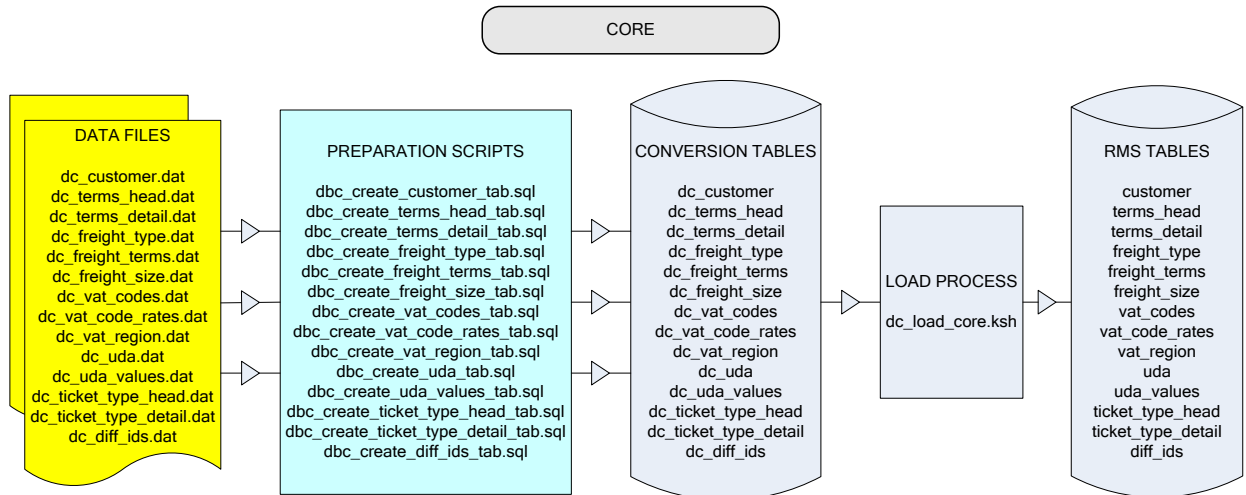 CORE
DATA FILES
dc_customer.dat
dc_terms_head.dat
dc_terms_detail.dat
dc_freight_type.dat
dc_freight_terms.dat
dc_freight_size.dat
dc_vat_codes.dat
dc_vat_code_rates.dat
dc_vat_region.dat
dc_uda.dat
dc_uda_values.dat
dc_ticket_type_head.dat
dc_ticket_type_detail.dat
dc_diff_ids.dat
PREPARATION SCRIPTS
dbc_create_customer_tab.sql
dbc_create_terms_head_tab.sql
dbc_create_terms_detail_tab.sql
dbc_create_freight_type_tab.sql
dbc_create_freight_terms_tab.sql
dbc_create_freight_size_tab.sql
dbc_create_vat_codes_tab.sql
dbc_create_vat_code_rates_tab.sql
dbc_create_vat_region_tab.sql
dbc_create_uda_tab.sql
dbc_create_uda_values_tab.sql
dbc_create_ticket_type_head_tab.sql
dbc_create_ticket_type_detail_tab.sql
dbc_create_diff_ids_tab.sql
CONVERSION TABLES
dc_customer
dc_terms_head
dc_terms_detail
dc_freight_type
dc_freight_terms
dc_freight_size
dc_vat_codes
dc_vat_code_rates
dc_vat_region
dc_uda
dc_uda_values
dc_ticket_type_head
dc_ticket_type_detail
dc_diff_ids
LOAD PROCESS
dc_load_core.ksh
RMS TABLES
customer
terms_head
terms_detail
freight_type
freight_terms
freight_size
vat_codes
vat_code_rates
vat_region
uda
uda_values
ticket_type_head
ticket_type_detail
diff_ids